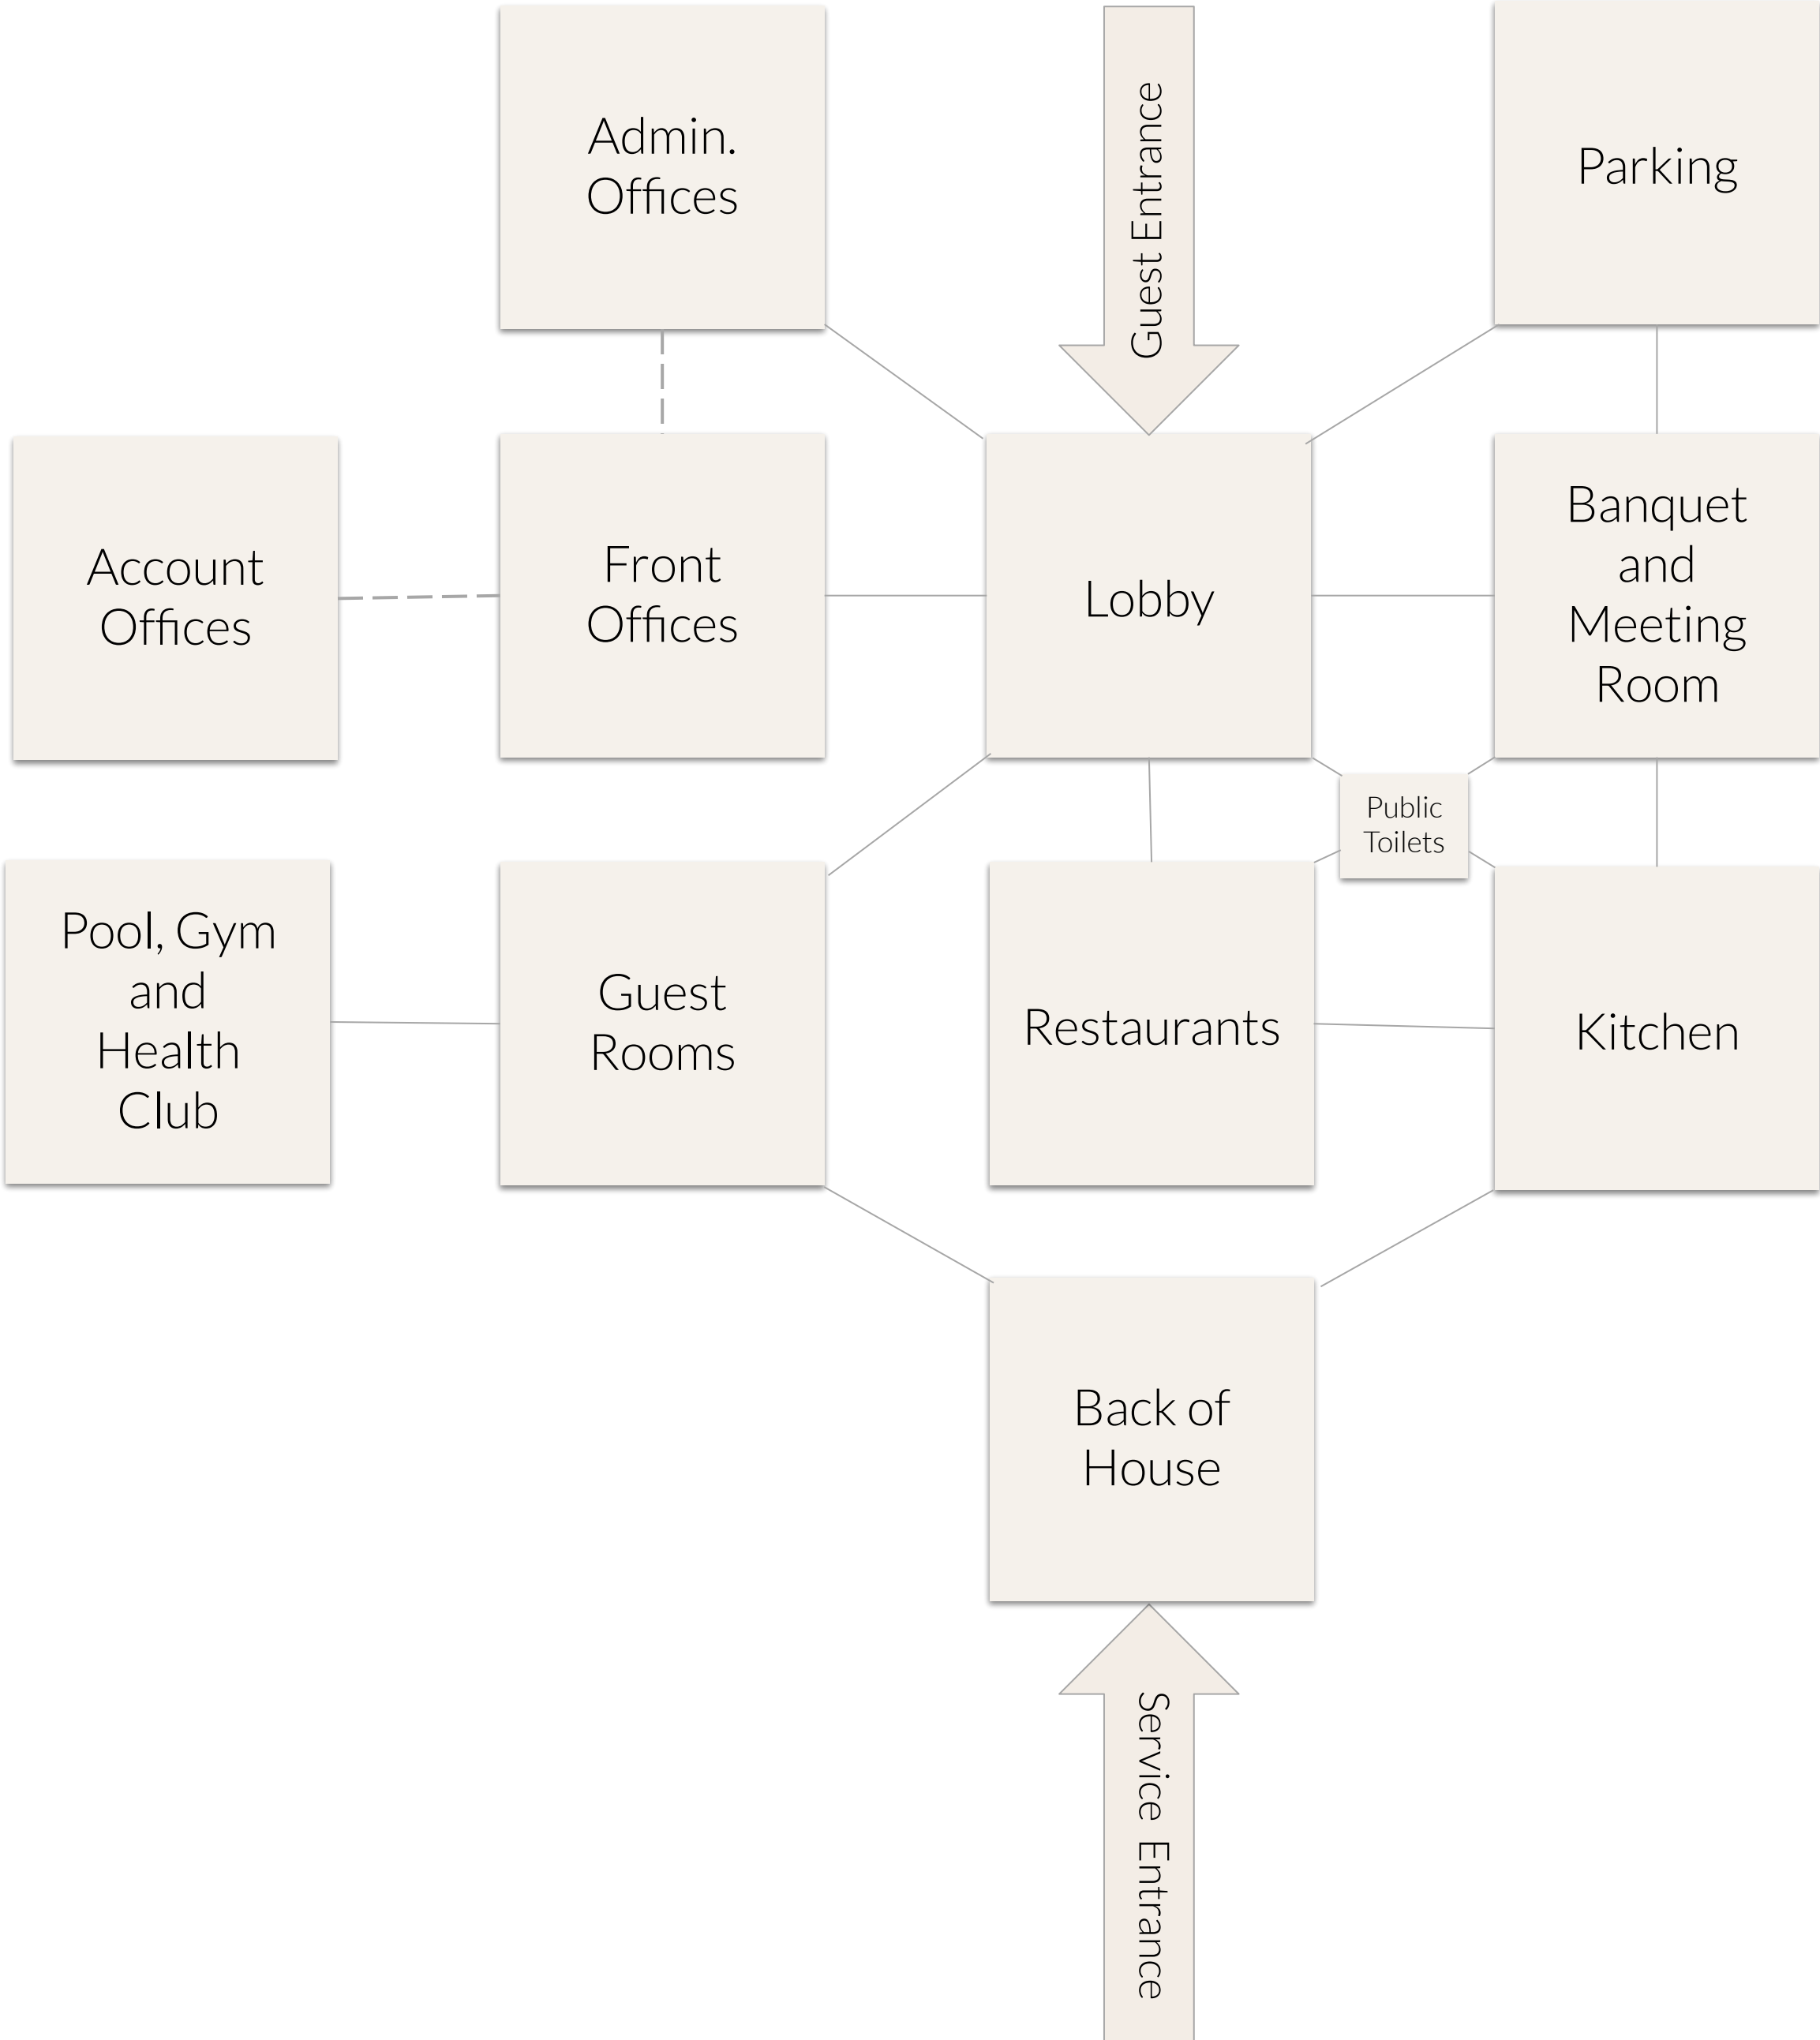 Admin.
Offices
Guest Entrance
Parking
Account
Offices
Front
Offices
Lobby
Banquet
and
Meeting
Room
Public
Toilets
Pool, Gym
and
Health
Club
Guest
Rooms
Restaurants
Kitchen
Back of
House
Service Entrance